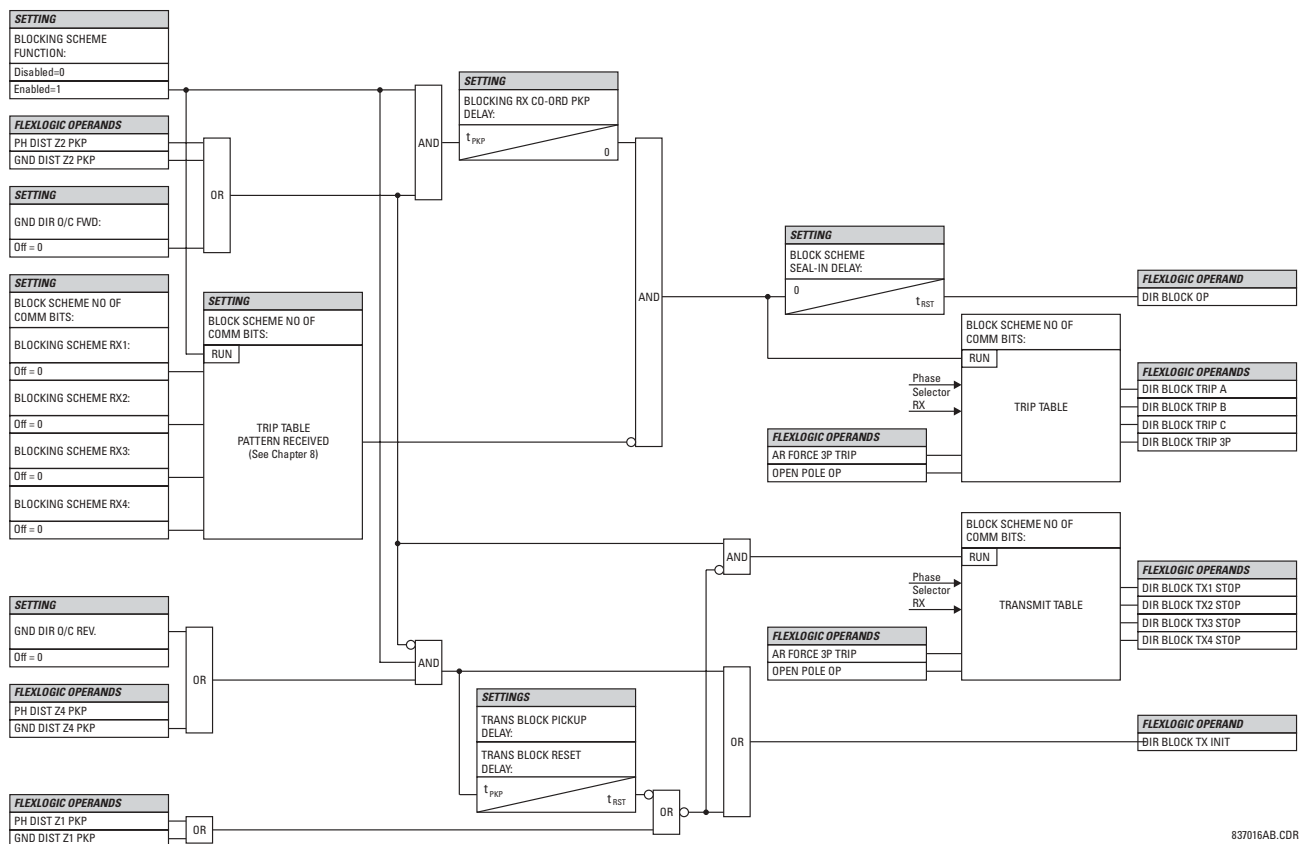 SETTING
BLOCKING SCHEME
FUNCTION:
Disabled=0
Enabled=1
FLEXLOGIC OPERANDS
PH DIST Z2 PKP
GND DIST Z2 PKP
SETTING
GND DIR O/C FWD:
Off = 0
SETTING
BLOCK SCHEME NO OF
COMM BITS:
BLOCKING SCHEME RX1:
Off = 0
BLOCKING SCHEME RX2:
Off = 0
BLOCKING SCHEME RX3:
Off = 0
BLOCKING SCHEME RX4:
Off = 0
SETTING
GND DIR O/C REV.
Off = 0
FLEXLOGIC OPERANDS
PH DIST Z4 PKP
GND DIST Z4 PKP
FLEXLOGIC OPERANDS
PH DIST Z1 PKP
GND DIST Z1 PKP
OR
SETTING
BLOCK SCHEME NO OF
COMM BITS:
RUN
TRIP TABLE
PATTERN RECEIVED
(See Chapter 8)
OR
OR
AND
SETTING
BLOCKING RX CO-ORD PKP
DELAY:
tPKP
0
AND
AND
SETTINGS
TRANS BLOCK PICKUP
DELAY:
TRANS BLOCK RESET
DELAY:
tPKP
tRST
OR
AND
OR
SETTING
BLOCK SCHEME
SEAL-IN DELAY:
0
tRST
BLOCK SCHEME NO OF
COMM BITS:
RUN
Phase
Selector
RX
TRIP TABLE
FLEXLOGIC OPERANDS
AR FORCE 3P TRIP
OPEN POLE OP
BLOCK SCHEME NO OF
COMM BITS:
RUN
Phase
Selector
RX
TRANSMIT TABLE
FLEXLOGIC OPERANDS
AR FORCE 3P TRIP
OPEN POLE OP
FLEXLOGIC OPERAND
DIR BLOCK OP
FLEXLOGIC OPERANDS
DIR BLOCK TRIP A
DIR BLOCK TRIP B
DIR BLOCK TRIP C
DIR BLOCK TRIP 3P
FLEXLOGIC OPERANDS
DIR BLOCK TX1 STOP
DIR BLOCK TX2 STOP
DIR BLOCK TX3 STOP
DIR BLOCK TX4 STOP
FLEXLOGIC OPERAND
DIR BLOCK TX INIT
837016AB.CDR